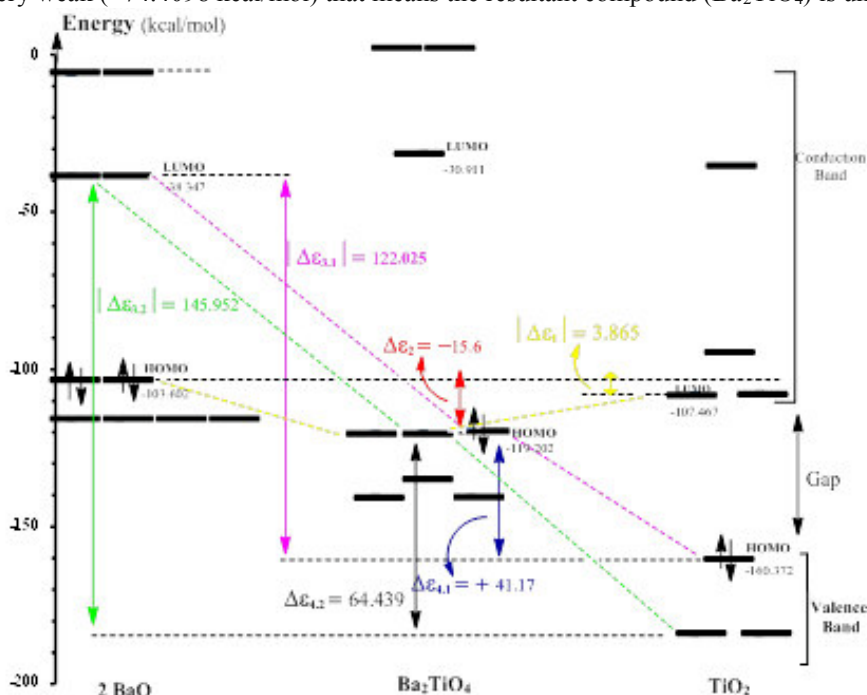 Energy (kcal/mol)
0
LUMO
LUMO
-30.911
Conduction
Band
-38.347
-50
|Δε₃.₁| = 122.025
|Δε₃.₂| = 145.952
|Δε₁| = 3.865
Δε₂ = −15.6
-100
HOMO
-103.602
LUMO
-107.467
HOMO
-119.202
Gap
-150
HOMO
-160.372
Δε₄.₁ = + 41.17
Δε₄.₂ = 64.439
Valence
Band
-200
2 BaO
Ba₂TiO₄
TiO₂